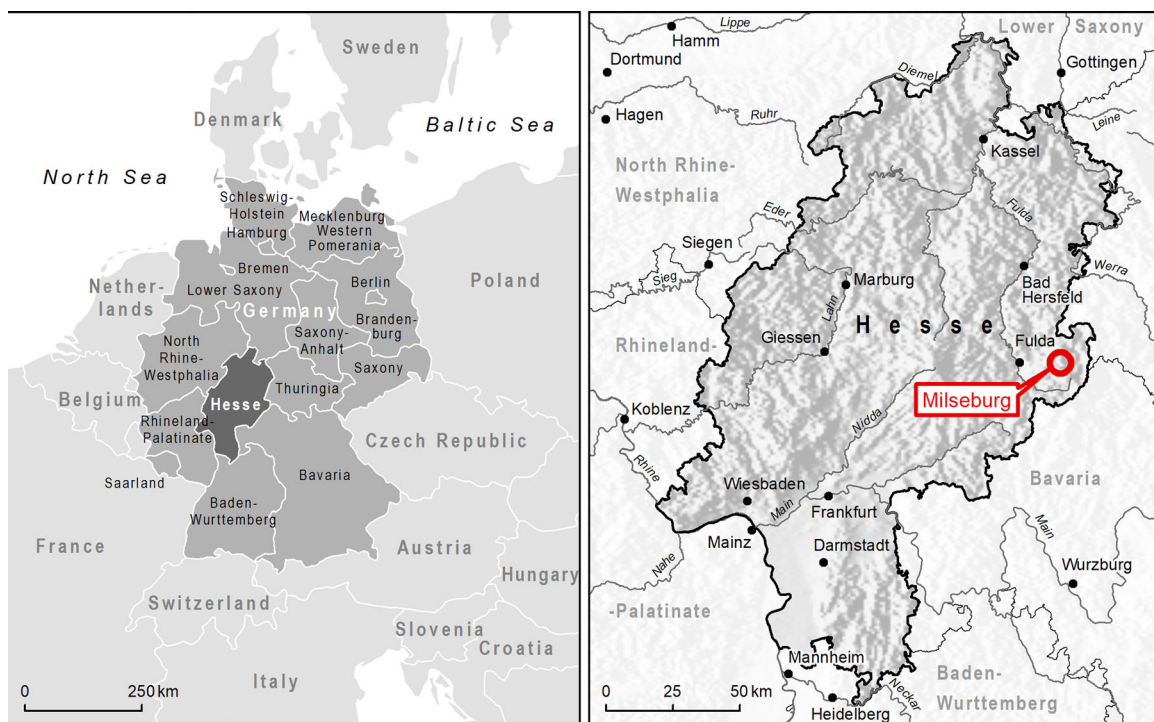 Sweden
Denmark
Baltic Sea
North Sea
Schleswig-
Holstein
Hamburg
Mecklenburg
Western
Pomerania
Bremen
Lower Saxony
Berlin
Poland
Nether-
lands
Germany
Branden-
burg
Saxony-
Anhalt
North
Rhine-
Westphalia
Saxony
Thuringia
Belgium
Hesse
Rhineland-
Palatinate
Czech Republic
Saarland
Bavaria
Baden-
Wurttemberg
France
Austria
Hungary
Switzerland
Slovenia
Croatia
Italy
0 250 km
Lippe
Lower Saxony
Hamm
Dortmund
Diemel
Gottingen
Hagen
Ruhr
Leine
Kassel
North Rhine-
Westphalia
Eder
Fulda
Siegen
Sieg
Werra
Marburg
Bad
Hersfeld
Lahn
Hesse
Giessen
Fulda
Rhineland-
Milseburg
Koblenz
Nidda
Rhine
Wiesbaden
Bavaria
Main
Frankfurt
Main
Mainz
Darmstadt
Nahe
Wurzburg
-Palatinate
Mannheim
Baden-
Wurttemberg
Neckar
Heidelberg
0 25 50 km